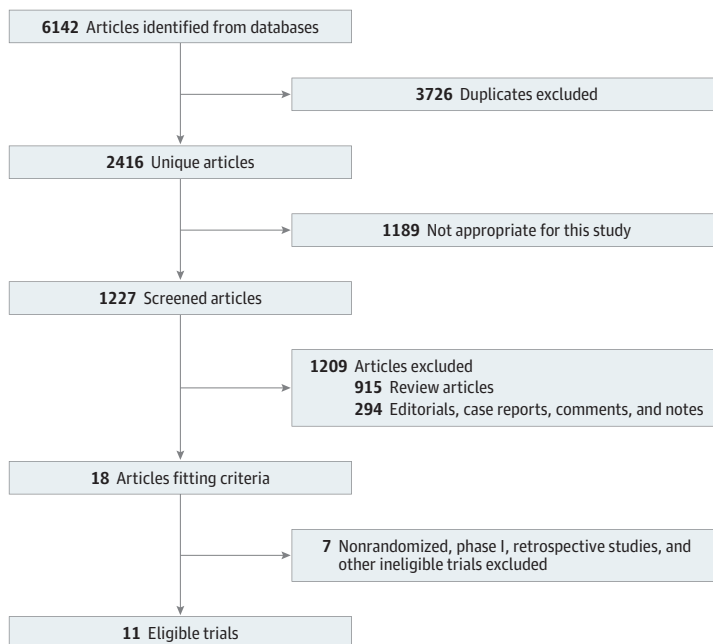 6142 Articles identified from databases
3726 Duplicates excluded
2416 Unique articles
1189 Not appropriate for this study
1227 Screened articles
1209 Articles excluded
915 Review articles
294 Editorials, case reports, comments, and notes
18 Articles fitting criteria
7 Nonrandomized, phase I, retrospective studies, and
other ineligible trials excluded
11 Eligible trials